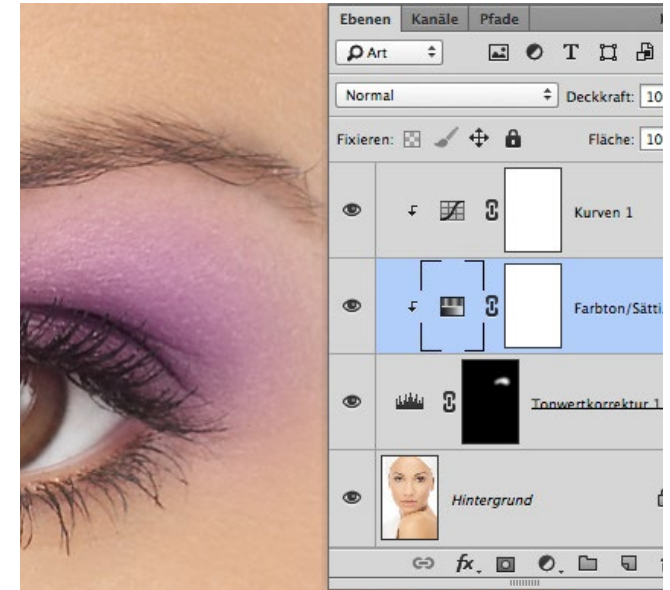 Ebenen Kanäle Pfade
Art T
Normal Deckkraft: 10
Fixieren: Fläche: 10
Kurven 1
Farbton/Sätti
Tonwertkorrektur 1
Hintergrund
fx.